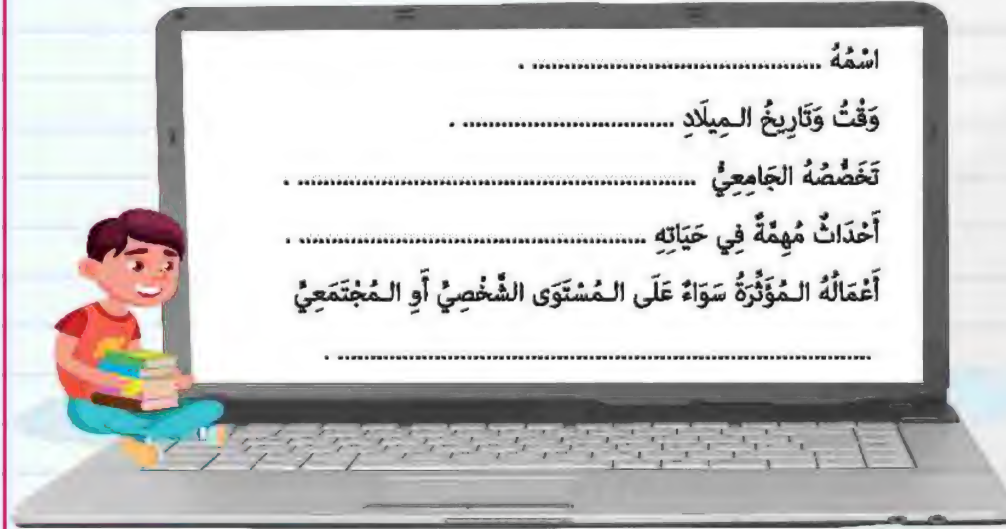 اسْمُهُ ........................................... .
وَقْتُ وَتَارِيخُ الـمِيلَادِ ................................ .
تَخَصُّصُهُ الجَامِعِيُّ ............................................................ .
أَحْدَاثٌ مُهِمَّةٌ فِي حَيَاتِهِ .................................................... .
أَعْمَالُهُ الـمُؤَثِّرَةُ سَوَاءٌ عَلَى الـمُسْتَوَى الشَّخْصِيِّ أَوِ الـمُجْتَمَعِيِّ
................................................................................ .